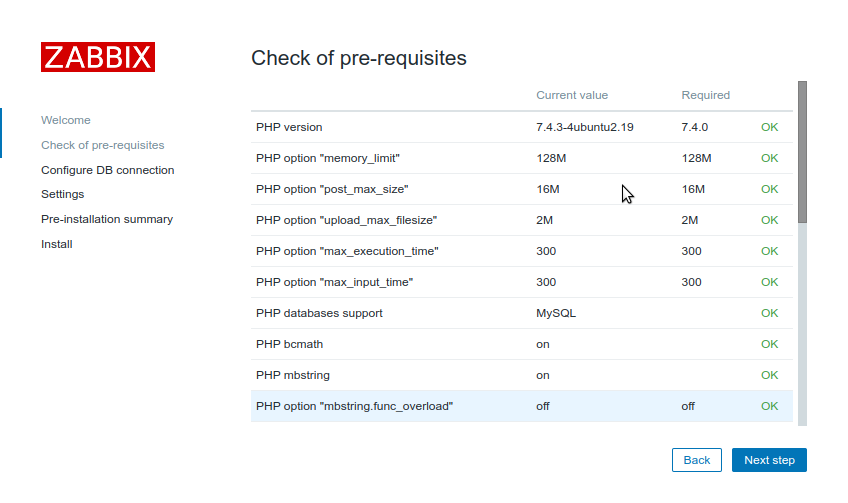 ZABBIX
Welcome
Check of pre-requisites
Configure DB connection
Settings
Pre-installation summary
Install
Check of pre-requisites
Current value Required
PHP version 7.4.3-4ubuntu2.19 7.4.0 OK
PHP option "memory_limit" 128M 128M OK
PHP option "post_max_size" 16M 16M OK
PHP option "upload_max_filesize" 2M 2M OK
PHP option "max_execution_time" 300 300 OK
PHP option "max_input_time" 300 300 OK
PHP databases support MySQL OK
PHP bcmath on OK
PHP mbstring on OK
PHP option "mbstring.func_overload" off off OK
Back Next step